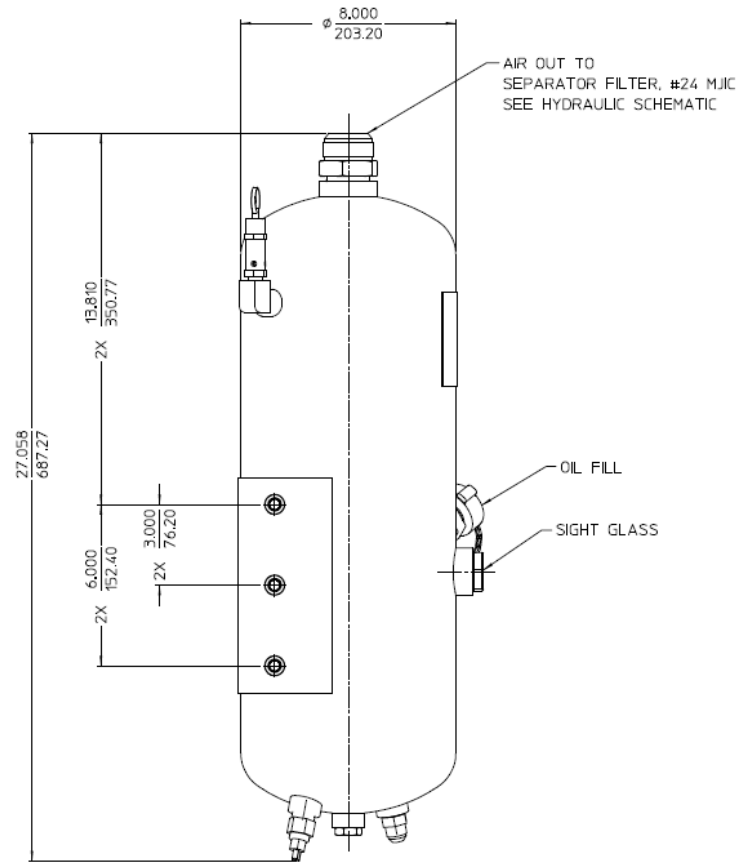 ⌀ 8.000
203.20
AIR OUT TO
SEPARATOR FILTER, #24 MJIC
SEE HYDRAULIC SCHEMATIC
27.058
687.27
2X 13.810
350.77
2X 6.000
152.40
2X 3.000
76.20
OIL FILL
SIGHT GLASS